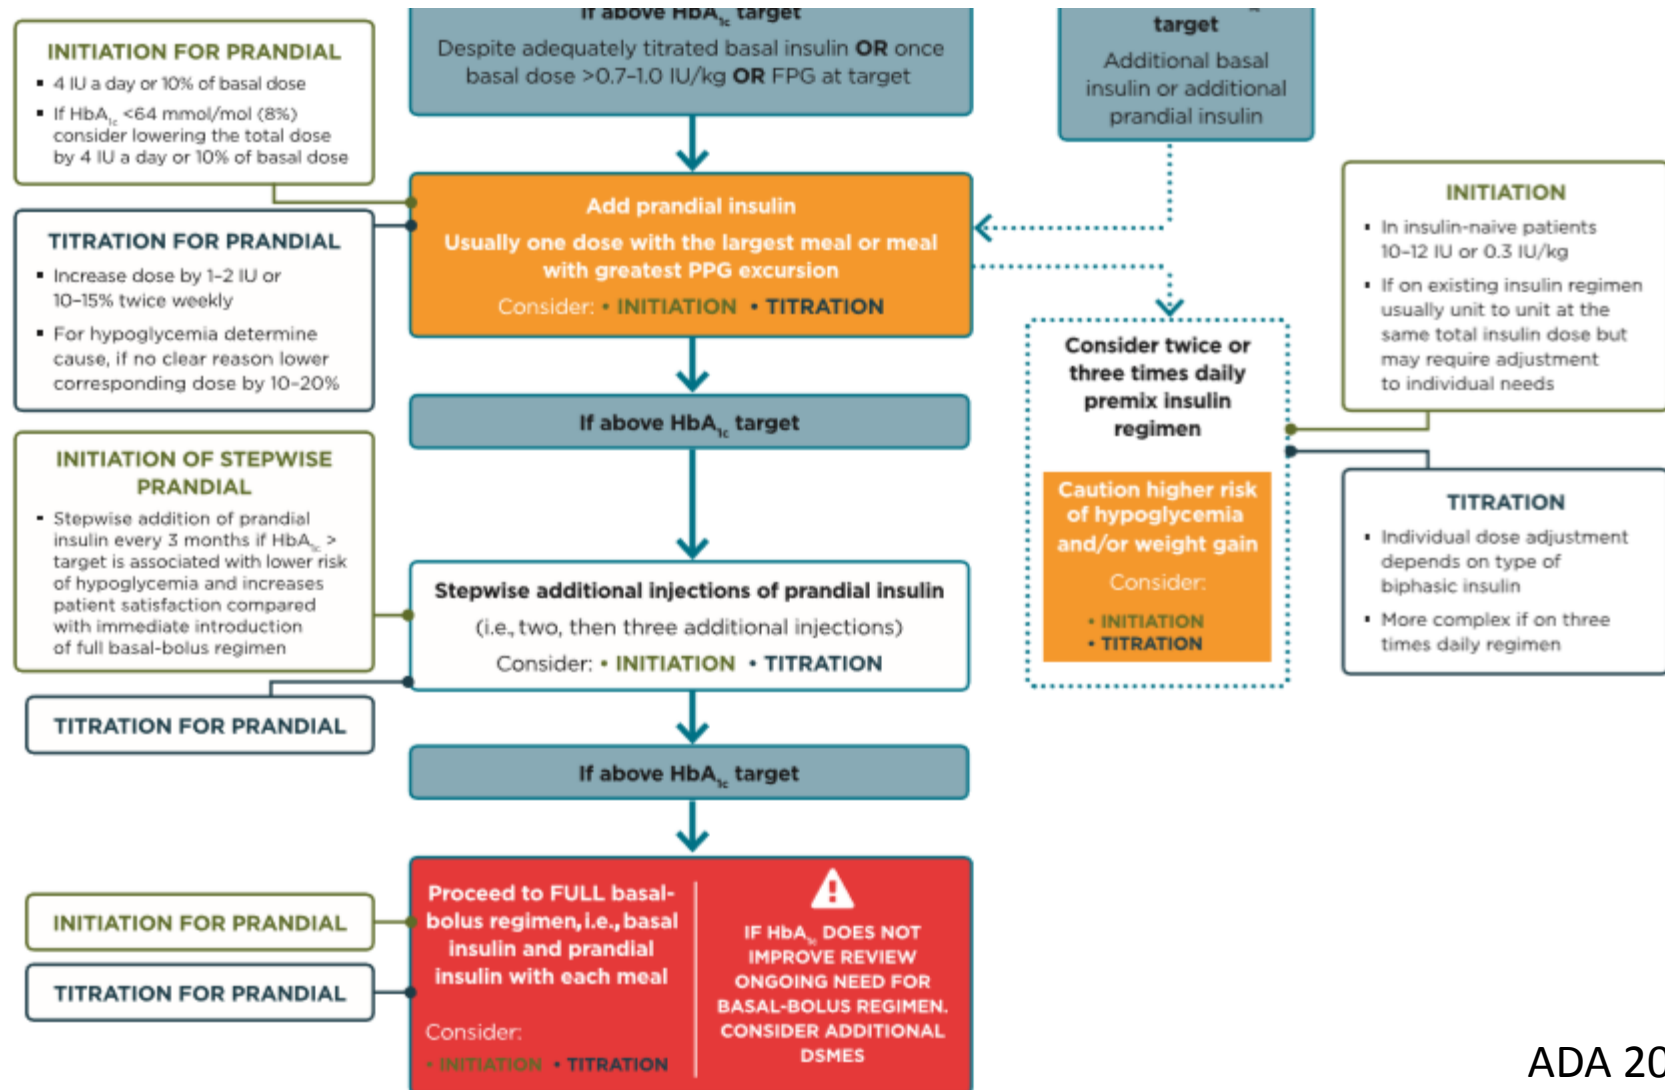 INITIATION FOR PRANDIAL
▪ 4 IU a day or 10% of basal dose
▪ If HbA1c <64 mmol/mol (8%)
consider lowering the total dose
by 4 IU a day or 10% of basal dose
TITRATION FOR PRANDIAL
▪ Increase dose by 1–2 IU or
10–15% twice weekly
▪ For hypoglycemia determine
cause, if no clear reason lower
corresponding dose by 10–20%
INITIATION OF STEPWISE
PRANDIAL
▪ Stepwise addition of prandial
insulin every 3 months if HbA1c >
target is associated with lower risk
of hypoglycemia and increases
patient satisfaction compared
with immediate introduction
of full basal-bolus regimen
TITRATION FOR PRANDIAL
INITIATION FOR PRANDIAL
TITRATION FOR PRANDIAL
If above HbA1c target
Despite adequately titrated basal insulin OR once
basal dose >0.7–1.0 IU/kg OR FPG at target
Add prandial insulin
Usually one dose with the largest meal or meal
with greatest PPG excursion
Consider: • INITIATION • TITRATION
If above HbA1c target
Stepwise additional injections of prandial insulin
(i.e., two, then three additional injections)
Consider: • INITIATION • TITRATION
If above HbA1c target
Proceed to FULL basal-
bolus regimen, i.e., basal
insulin and prandial
insulin with each meal
Consider:
• INITIATION • TITRATION
IF HbA1c DOES NOT
IMPROVE REVIEW
ONGOING NEED FOR
BASAL-BOLUS REGIMEN.
CONSIDER ADDITIONAL
DSMES
target
Additional basal
insulin or additional
prandial insulin
Consider twice or
three times daily
premix insulin
regimen
Caution higher risk
of hypoglycemia
and/or weight gain
Consider:
• INITIATION
• TITRATION
INITIATION
▪ In insulin-naive patients
10–12 IU or 0.3 IU/kg
▪ If on existing insulin regimen
usually unit to unit at the
same total insulin dose but
may require adjustment
to individual needs
TITRATION
▪ Individual dose adjustment
depends on type of
biphasic insulin
▪ More complex if on three
times daily regimen
ADA 20